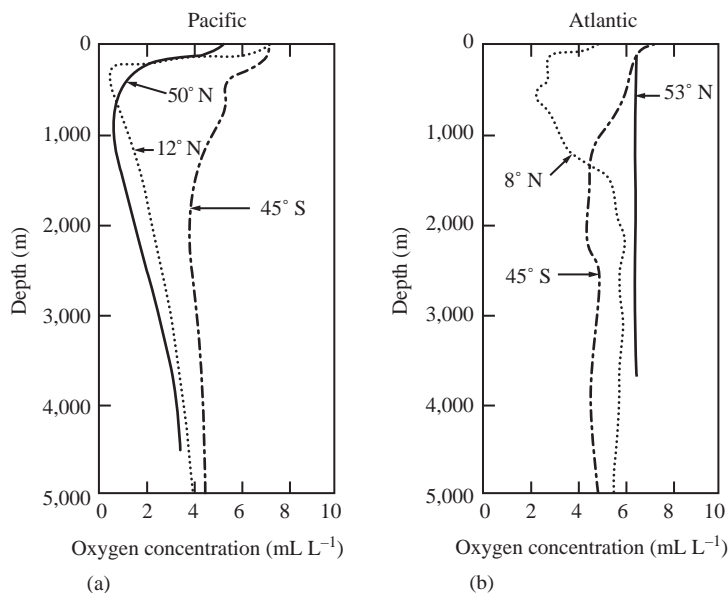 Pacific
0
1,000
2,000
3,000
4,000
5,000
Depth (m)
50° N
12° N
45° S
0 2 4 6 8 10
Oxygen concentration (mL L⁻¹)
(a)
Atlantic
0
1,000
2,000
3,000
4,000
5,000
Depth (m)
53° N
8° N
45° S
0 2 4 6 8 10
Oxygen concentration (mL L⁻¹)
(b)